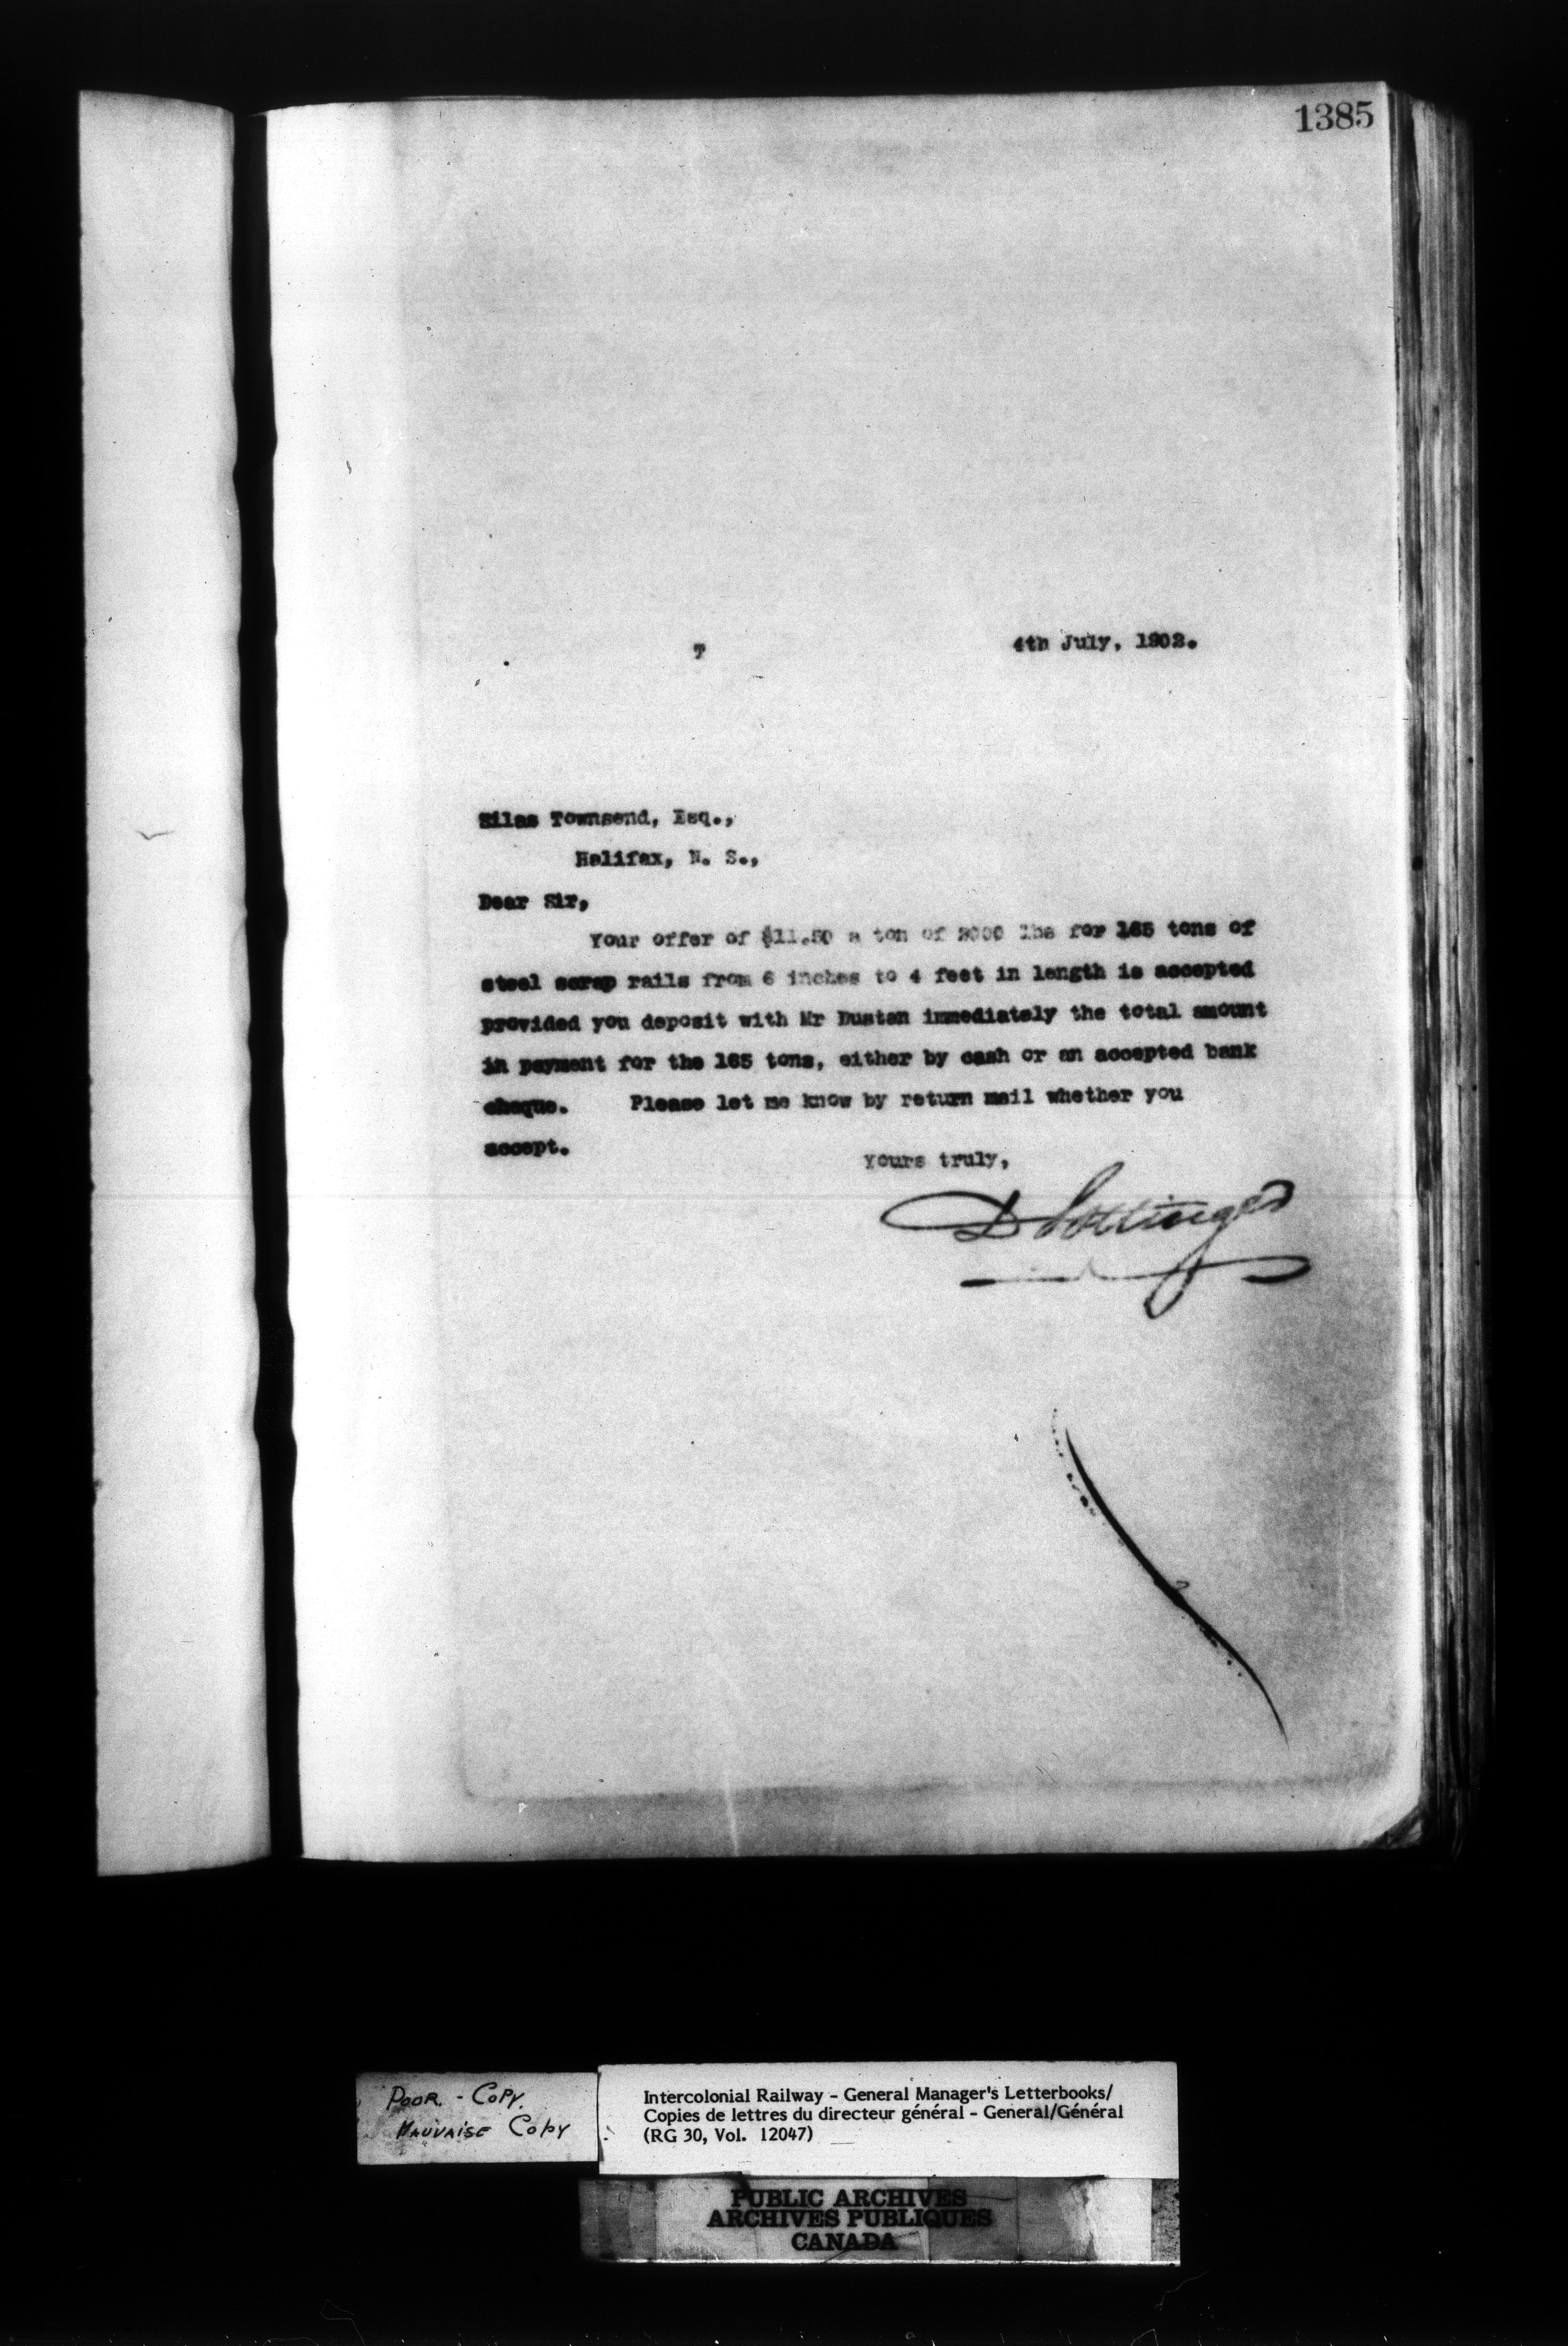 1385
T
4th July, 1902.
Silas Townsend, Esq.,
Halifax, N. S.,
Dear Sir,
Your offer of $11.50 a ton of 2000 lbs for 165 tons of
steel scrap rails from 6 inches to 4 feet in length is accepted
provided you deposit with Mr Dustan immediately the total amount
in payment for the 165 tons, either by cash or an accepted bank
cheque. Please let me know by return mail whether you
accept.
Yours truly,
D Pottinger
POOR - COPY.
MAUVAISE COPY
Intercolonial Railway - General Manager's Letterbooks/
Copies de lettres du directeur général - General/Général
(RG 30, Vol. 12047)
PUBLIC ARCHIVES
ARCHIVES PUBLIQUES
CANADA